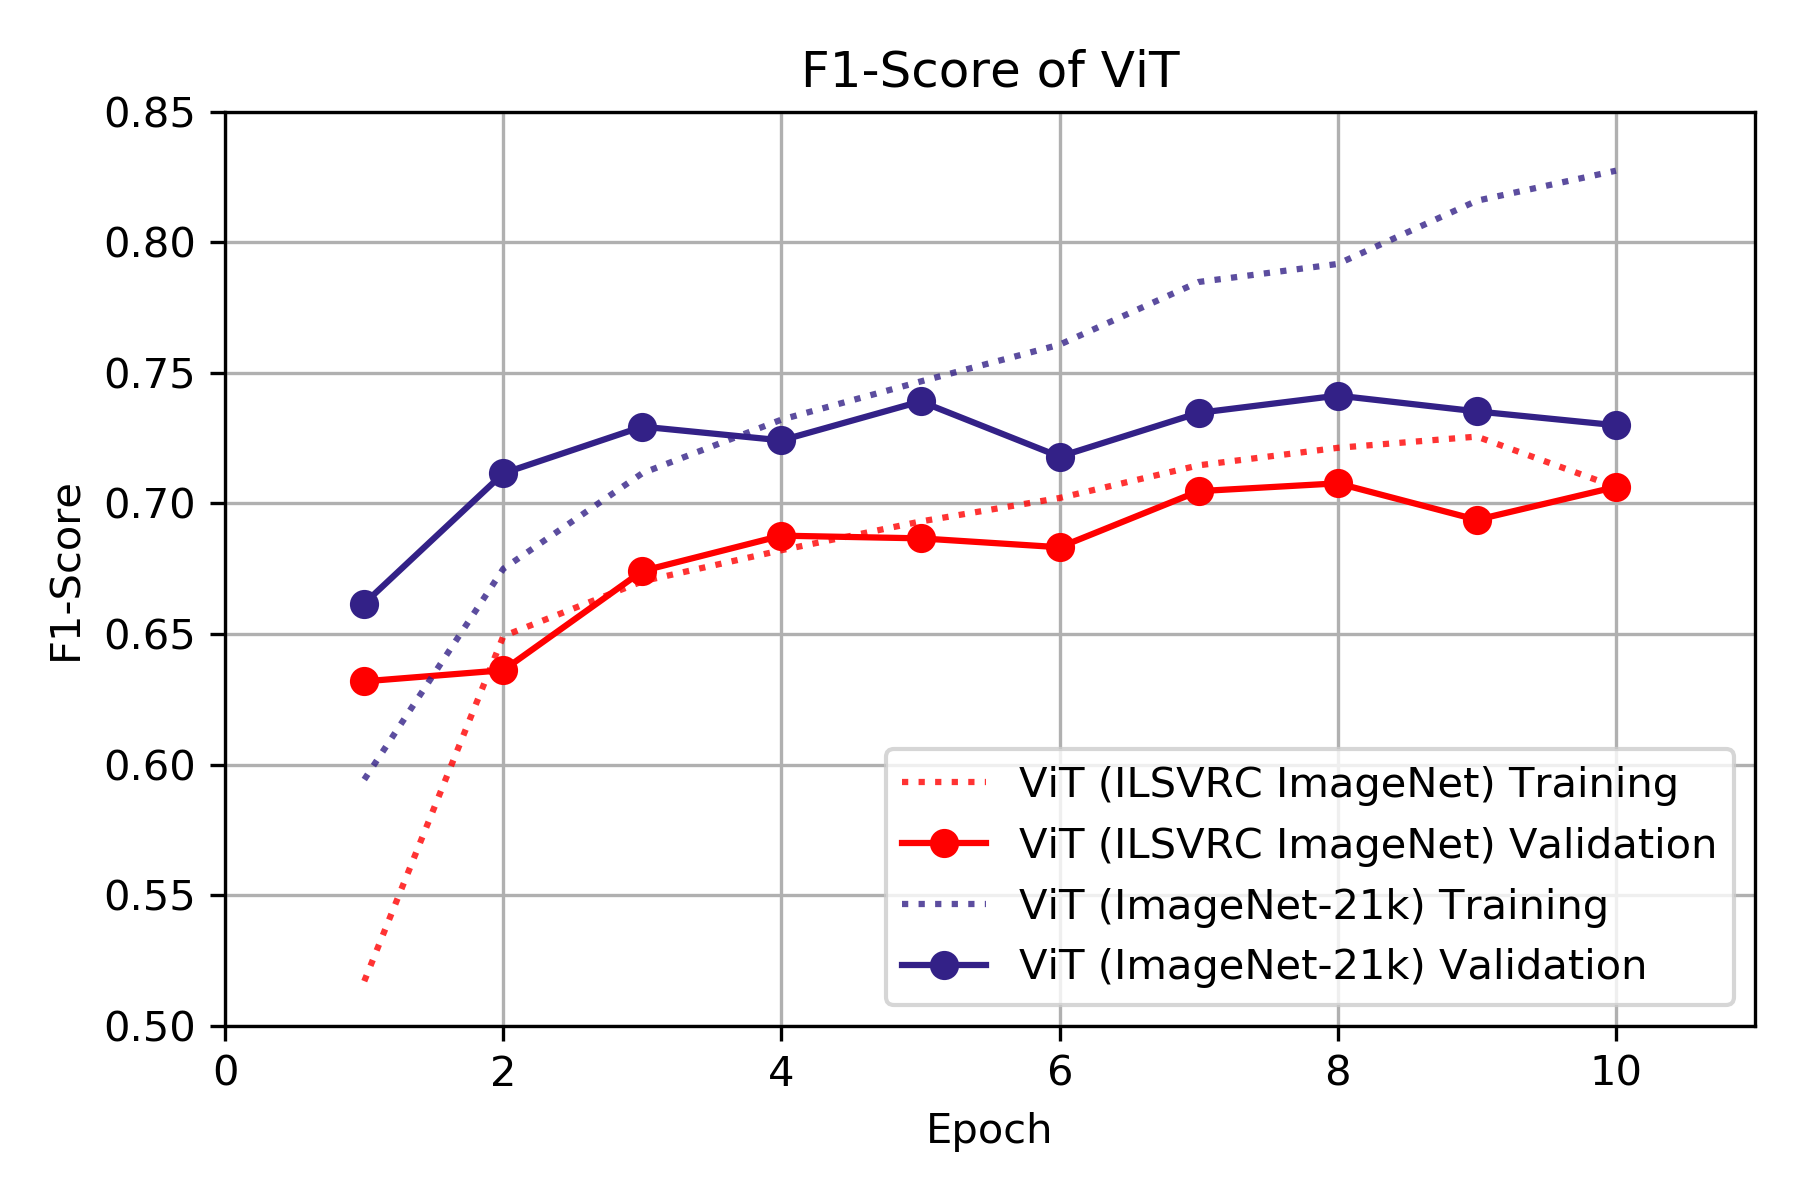 F1-Score of ViT
0.85
0.80
0.75
0.70
0.65
0.60
0.55
0.50
F1-Score
0 2 4 6 8 10
Epoch
ViT (ILSVRC ImageNet) Training
ViT (ILSVRC ImageNet) Validation
ViT (ImageNet-21k) Training
ViT (ImageNet-21k) Validation